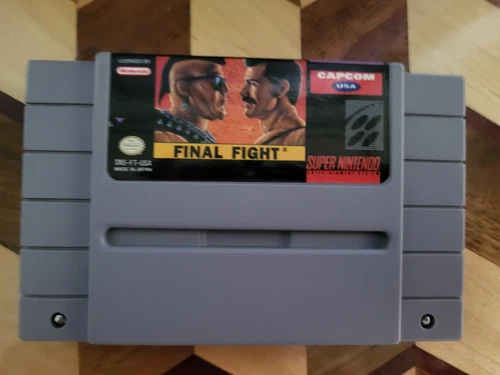 LICENSED BY
Nintendo
CAPCOM
USA
FINAL FIGHT
SNS-FT-USA
MADE IN JAPAN
SUPER NINTENDO